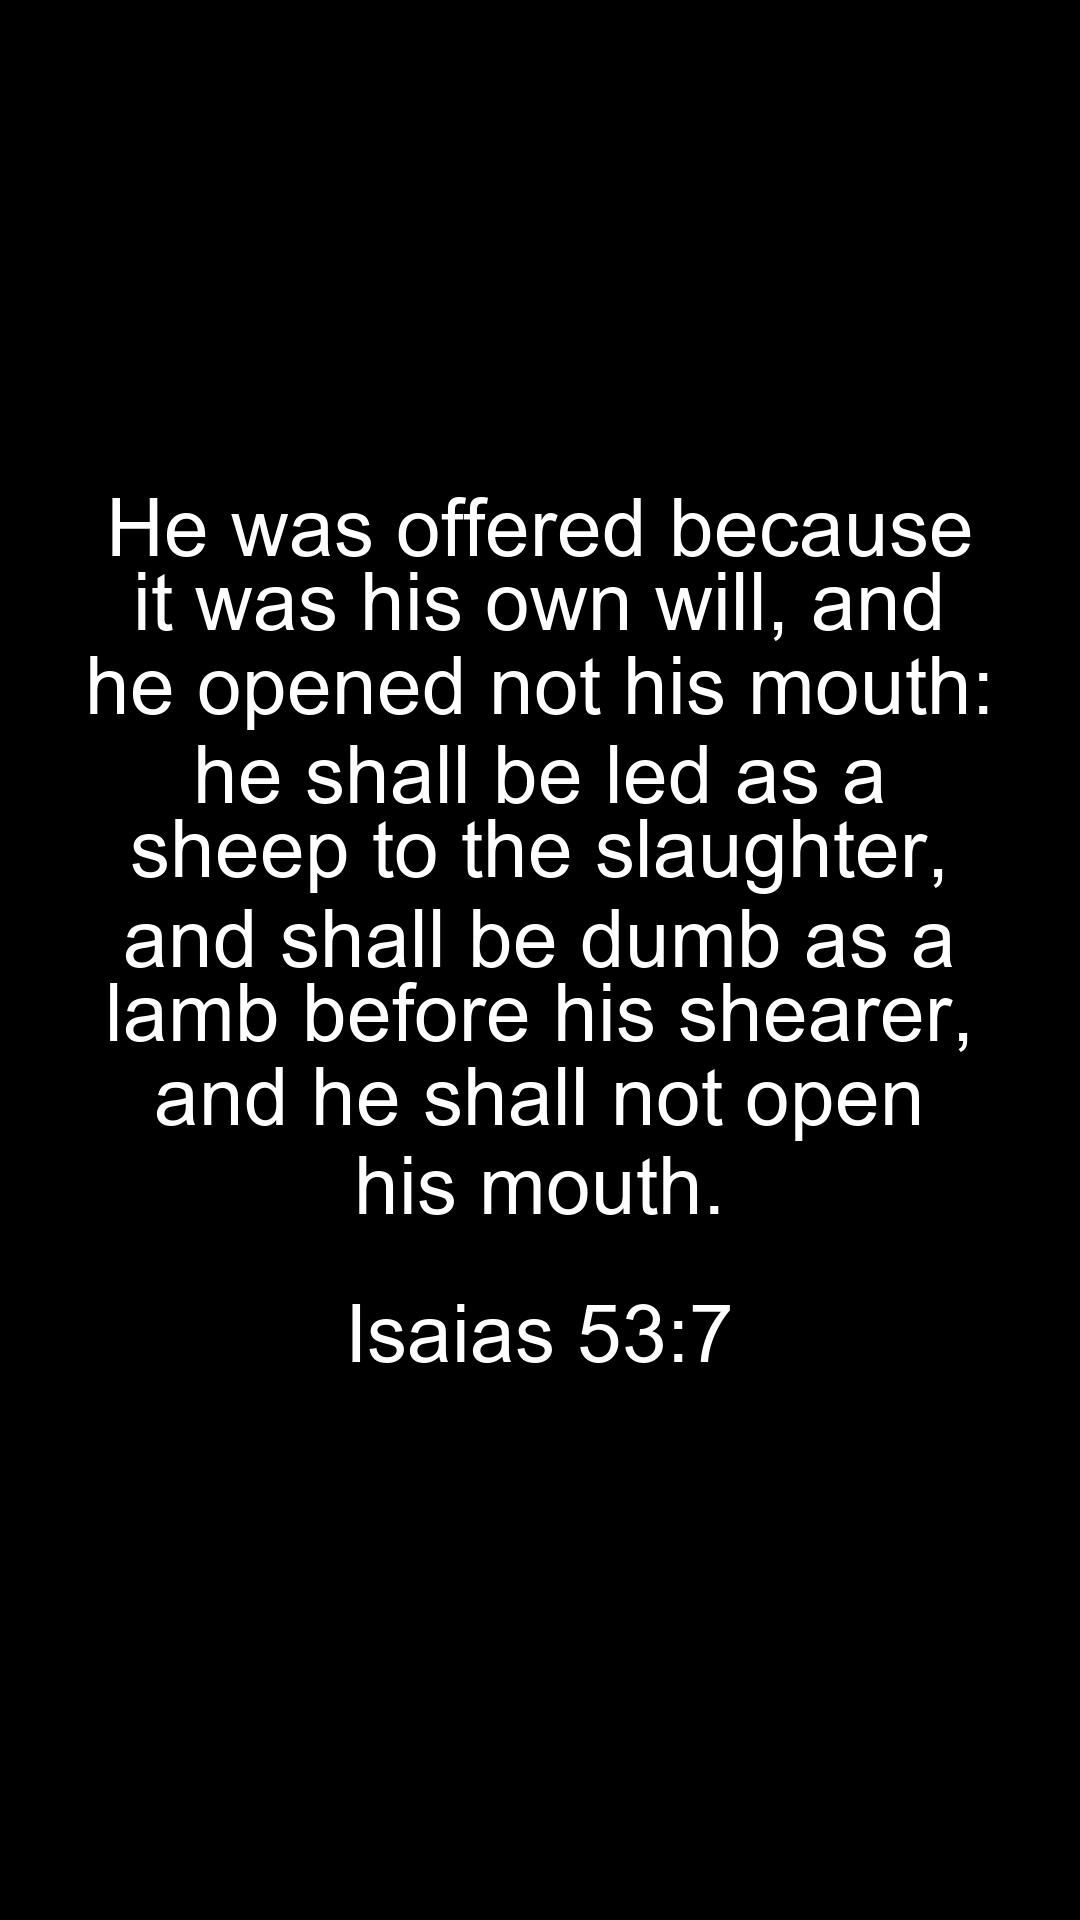 He was offered because
it was his own will, and
he opened not his mouth:
he shall be led as a
sheep to the slaughter,
and shall be dumb as a
lamb before his shearer,
and he shall not open
his mouth.
Isaias 53:7